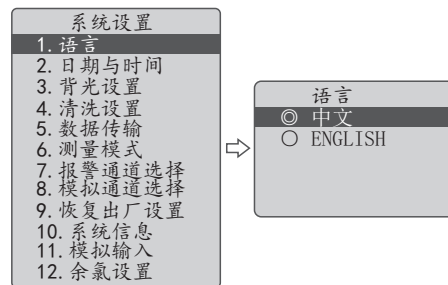 系统设置
1. 语言
2. 日期与时间
3. 背光设置
4. 清洗设置
5. 数据传输
6. 测量模式
7. 报警通道选择
8. 模拟通道选择
9. 恢复出厂设置
10. 系统信息
11. 模拟输入
12. 余氯设置
语言
◎ 中文
○ ENGLISH